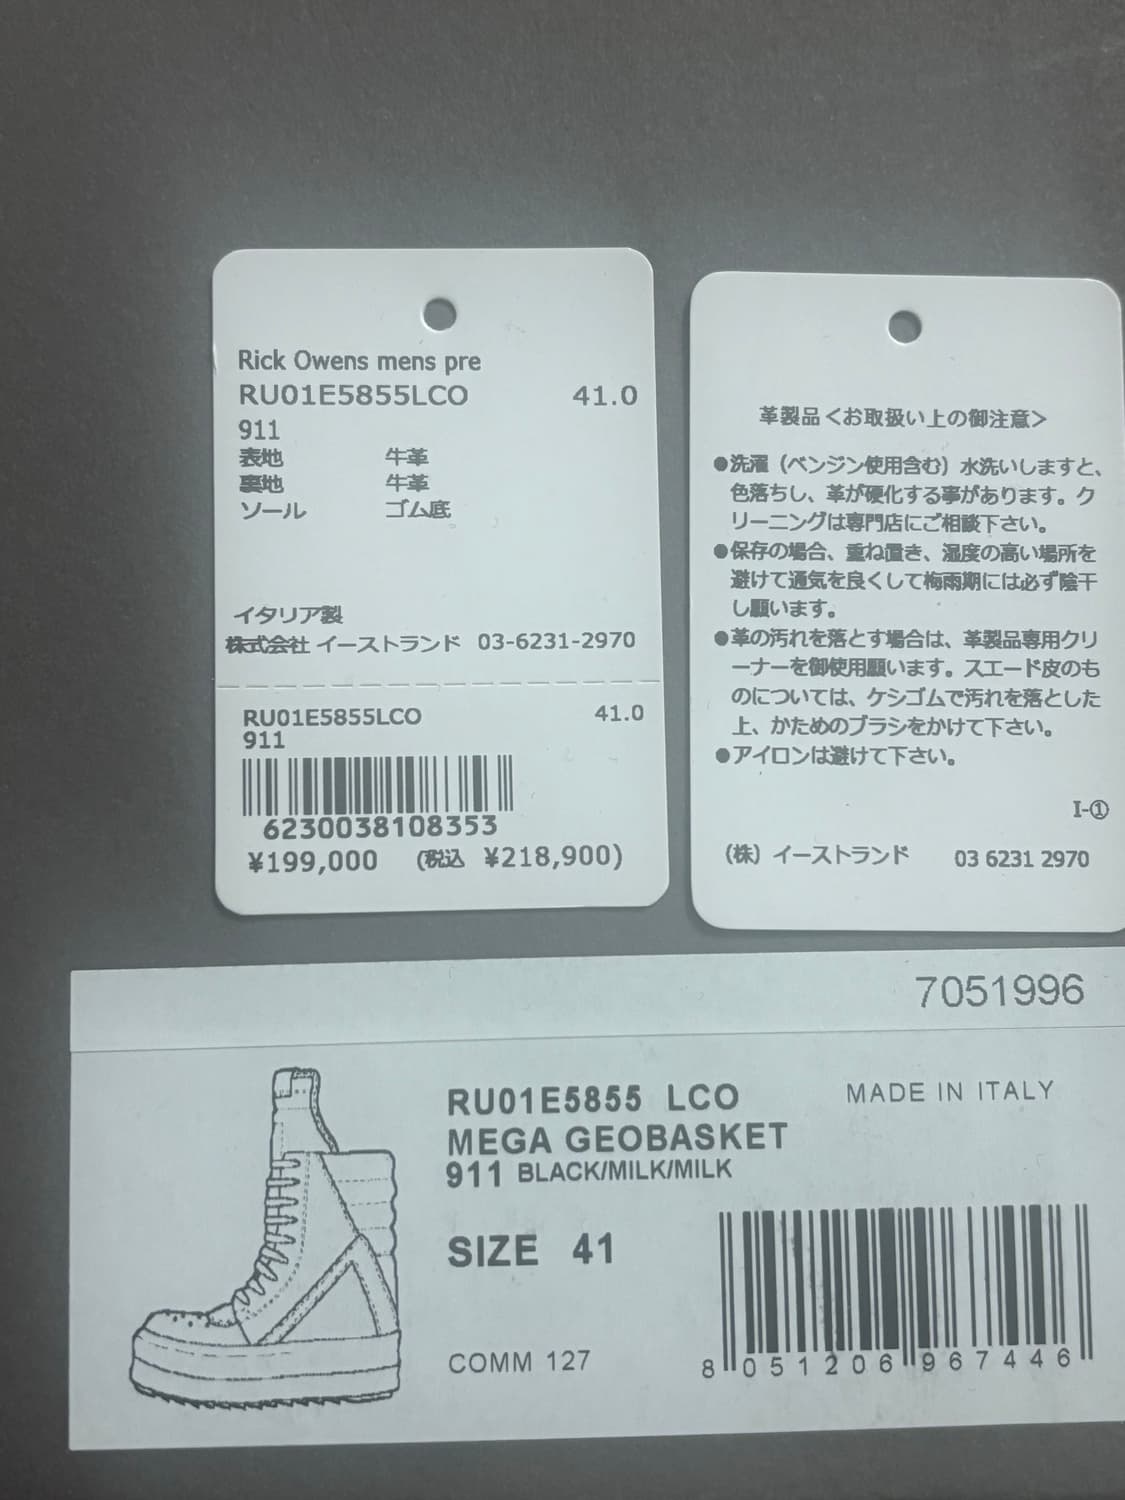 Rick Owens mens pre
RU01E5855LCO 41.0
911
表地 牛革
裏地 牛革
ソール ゴム底
イタリア製
株式会社 イーストランド 03-6231-2970
RU01E5855LCO 41.0
911
6230038108353
¥199,000 (税込 ¥218,900)
革製品<お取扱い上の御注意>
●洗濯（ベンジン使用含む）水洗いしますと、
色落ちし、革が硬化する事があります。ク
リーニングは専門店にご相談下さい。
●保存の場合、重ね置き、湿度の高い場所を
避けて通気を良くして梅雨期には必ず陰干
し願います。
●革の汚れを落とす場合は、革製品専用クリ
ーナーを御使用願います。スエード皮のも
のについては、ケシゴムで汚れを落とした
上、かためのブラシをかけて下さい。
●アイロンは避けて下さい。
I-①
（株）イーストランド 03 6231 2970
7051996
RU01E5855 LCO MADE IN ITALY
MEGA GEOBASKET
911 BLACK/MILK/MILK
SIZE 41
COMM 127
8 051206 967446